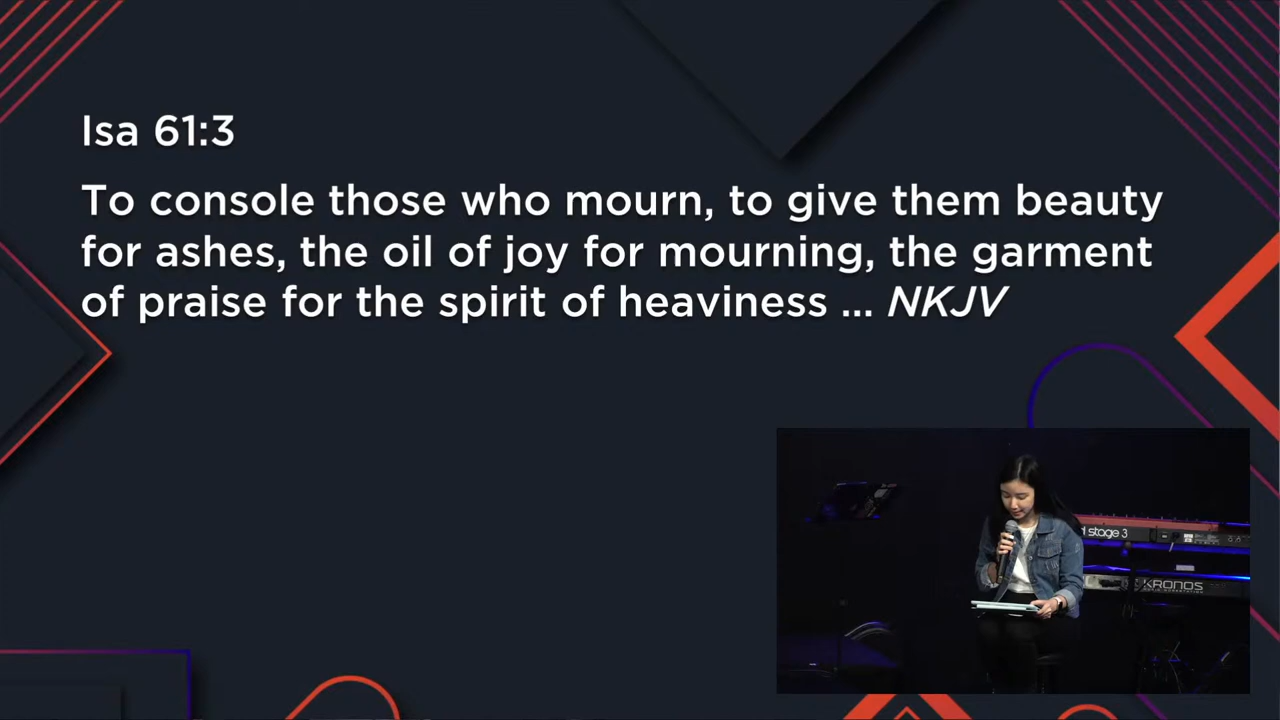 Isa 61:3
To console those who mourn, to give them beauty
for ashes, the oil of joy for mourning, the garment
of praise for the spirit of heaviness ... NKJV
stage 3
KRONOS